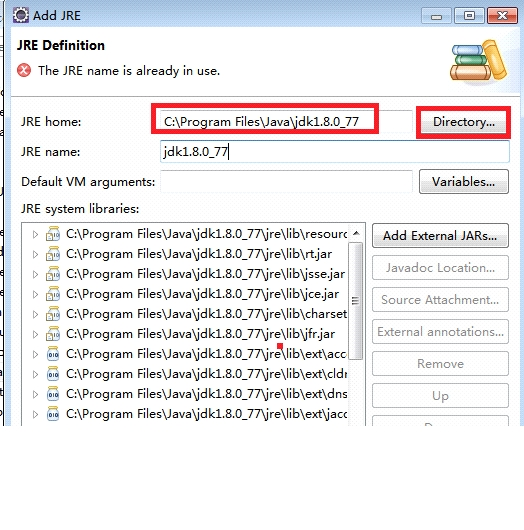 Add JRE
JRE Definition
The JRE name is already in use.
JRE home:
C:\Program Files\Java\jdk1.8.0_77
Directory...
JRE name:
jdk1.8.0_77
Default VM arguments:
Variables...
JRE system libraries:
C:\Program Files\Java\jdk1.8.0_77\jre\lib\resourc
Add External JARs...
C:\Program Files\Java\jdk1.8.0_77\jre\lib\rt.jar
C:\Program Files\Java\jdk1.8.0_77\jre\lib\jsse.jar
Javadoc Location...
C:\Program Files\Java\jdk1.8.0_77\jre\lib\jce.jar
C:\Program Files\Java\jdk1.8.0_77\jre\lib\charset
Source Attachment...
C:\Program Files\Java\jdk1.8.0_77\jre\lib\jfr.jar
External annotations...
C:\Program Files\Java\jdk1.8.0_77\jre\lib\ext\acce
Remove
C:\Program Files\Java\jdk1.8.0_77\jre\lib\ext\cldr
C:\Program Files\Java\jdk1.8.0_77\jre\lib\ext\dns
Up
C:\Program Files\Java\jdk1.8.0_77\jre\lib\ext\jacc